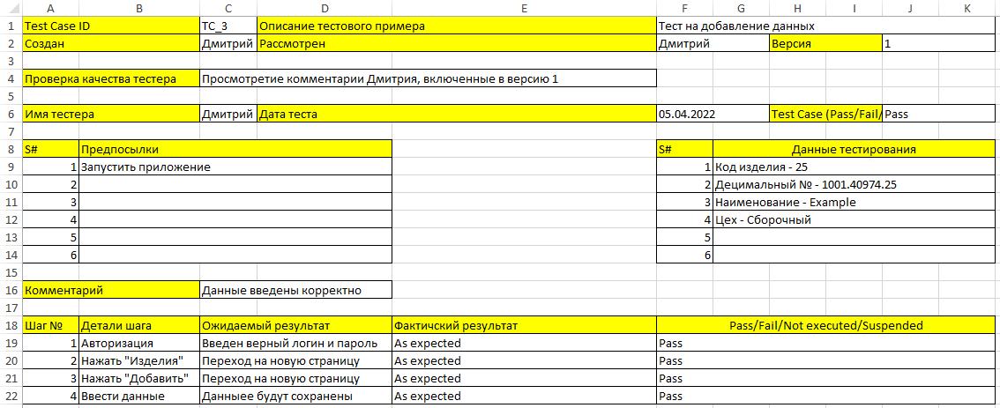 A B C D E F G H I J K
1 Test Case ID TC_3 Описание тестового примера Тест на добавление данных
2 Создан Дмитрий Рассмотрен Дмитрий Версия 1
3
4 Проверка качества тестера Просмотретие комментарии Дмитрия, включенные в версию 1
5
6 Имя тестера Дмитрий Дата теста 05.04.2022 Test Case (Pass/Fail/ Pass
7
8 S# Предпосылки S# Данные тестирования
9 1 Запустить приложение 1 Код изделия - 25
10 2 2 Децимальный № - 1001.40974.25
11 3 3 Наименование - Example
12 4 4 Цех - Сборочный
13 5 5
14 6 6
15
16 Комментарий Данные введены корректно
17
18 Шаг № Детали шага Ожидаемый результат Фактичский результат Pass/Fail/Not executed/Suspended
19 1 Авторизация Введен верный логин и пароль As expected Pass
20 2 Нажать "Изделия" Переход на новую страницу As expected Pass
21 3 Нажать "Добавить" Переход на новую страницу As expected Pass
22 4 Ввести данные Данныее будут сохранены As expected Pass